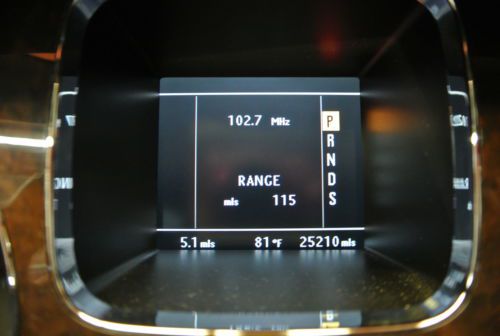 102.7 MHz
P
R
N
D
S
RANGE
mls 115
5.1 mls 81°F 25210 mls